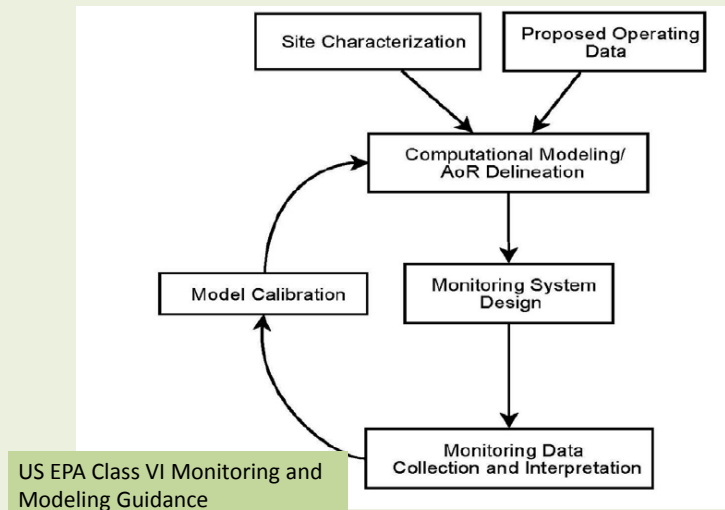 Site Characterization
Proposed Operating
Data
Computational Modeling/
AoR Delineation
Model Calibration
Monitoring System
Design
Monitoring Data
Collection and Interpretation
US EPA Class VI Monitoring and
Modeling Guidance